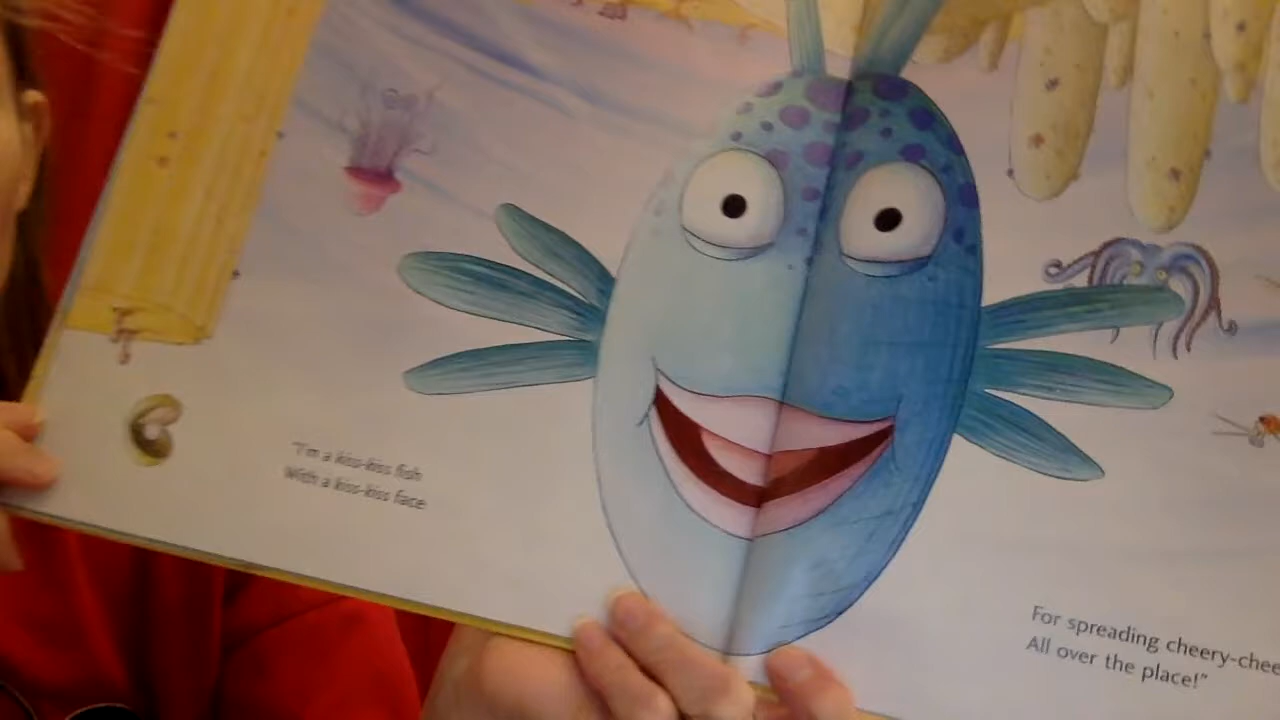 "I'm a kiss-kiss fish
With a kiss-kiss face
For spreading cheery-chee
All over the place!"